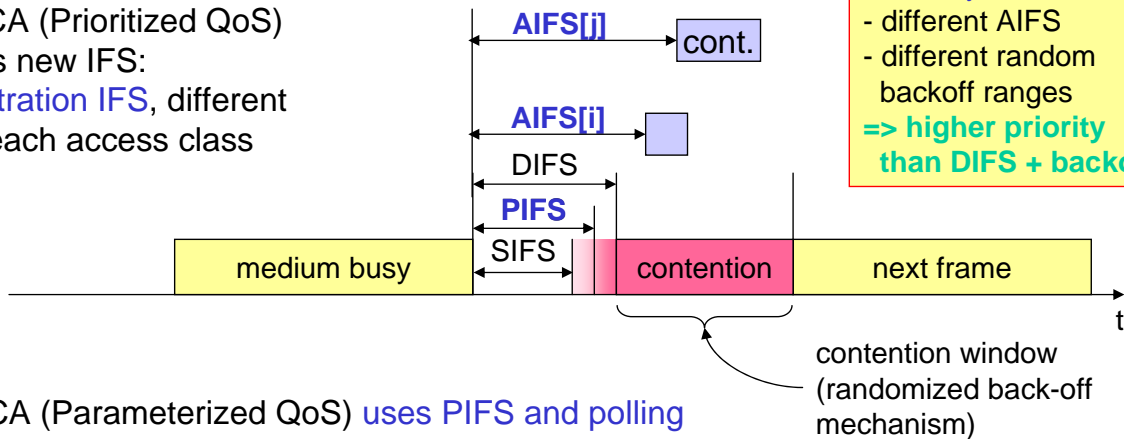 CA (Prioritized QoS)
s new IFS:
tration IFS, different
each access class
AIFS[j]
cont.
AIFS[i]
DIFS
PIFS
SIFS
- different AIFS
- different random
backoff ranges
=> higher priority
than DIFS + backo
medium busy
contention
next frame
t
contention window
(randomized back-off
mechanism)
CA (Parameterized QoS) uses PIFS and polling